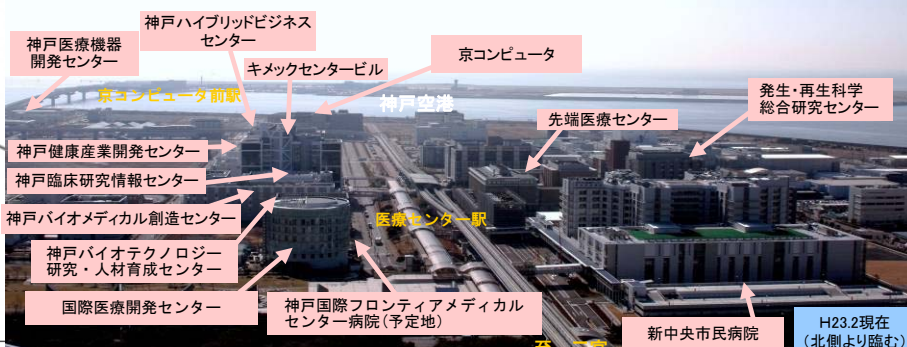 神戸ハイブリッドビジネス
センター
神戸医療機器
開発センター
キメックセンタービル
京コンピュータ
京コンピュータ前駅
神戸空港
発生・再生科学
総合研究センター
先端医療センター
神戸健康産業開発センター
神戸臨床研究情報センター
神戸バイオメディカル創造センター
医療センター駅
神戸バイオテクノロジー
研究・人材育成センター
国際医療開発センター
神戸国際フロンティアメディカル
センター病院(予定地)
新中央市民病院
H23.2現在
(北側より臨む)